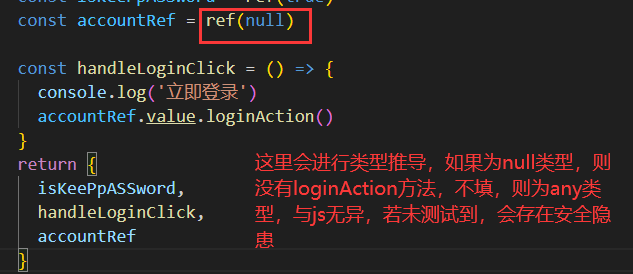 const isKeePpASSword = ref(true)
const accountRef = ref(null)
const handleLoginClick = () => {
console.log('立即登录')
accountRef.value.loginAction()
}
return {
isKeePpASSword,
handleLoginClick,
accountRef
}
这里会进行类型推导，如果为null类型，则
没有loginAction方法，不填，则为any类
型，与js无异，若未测试到，会存在安全隐
患